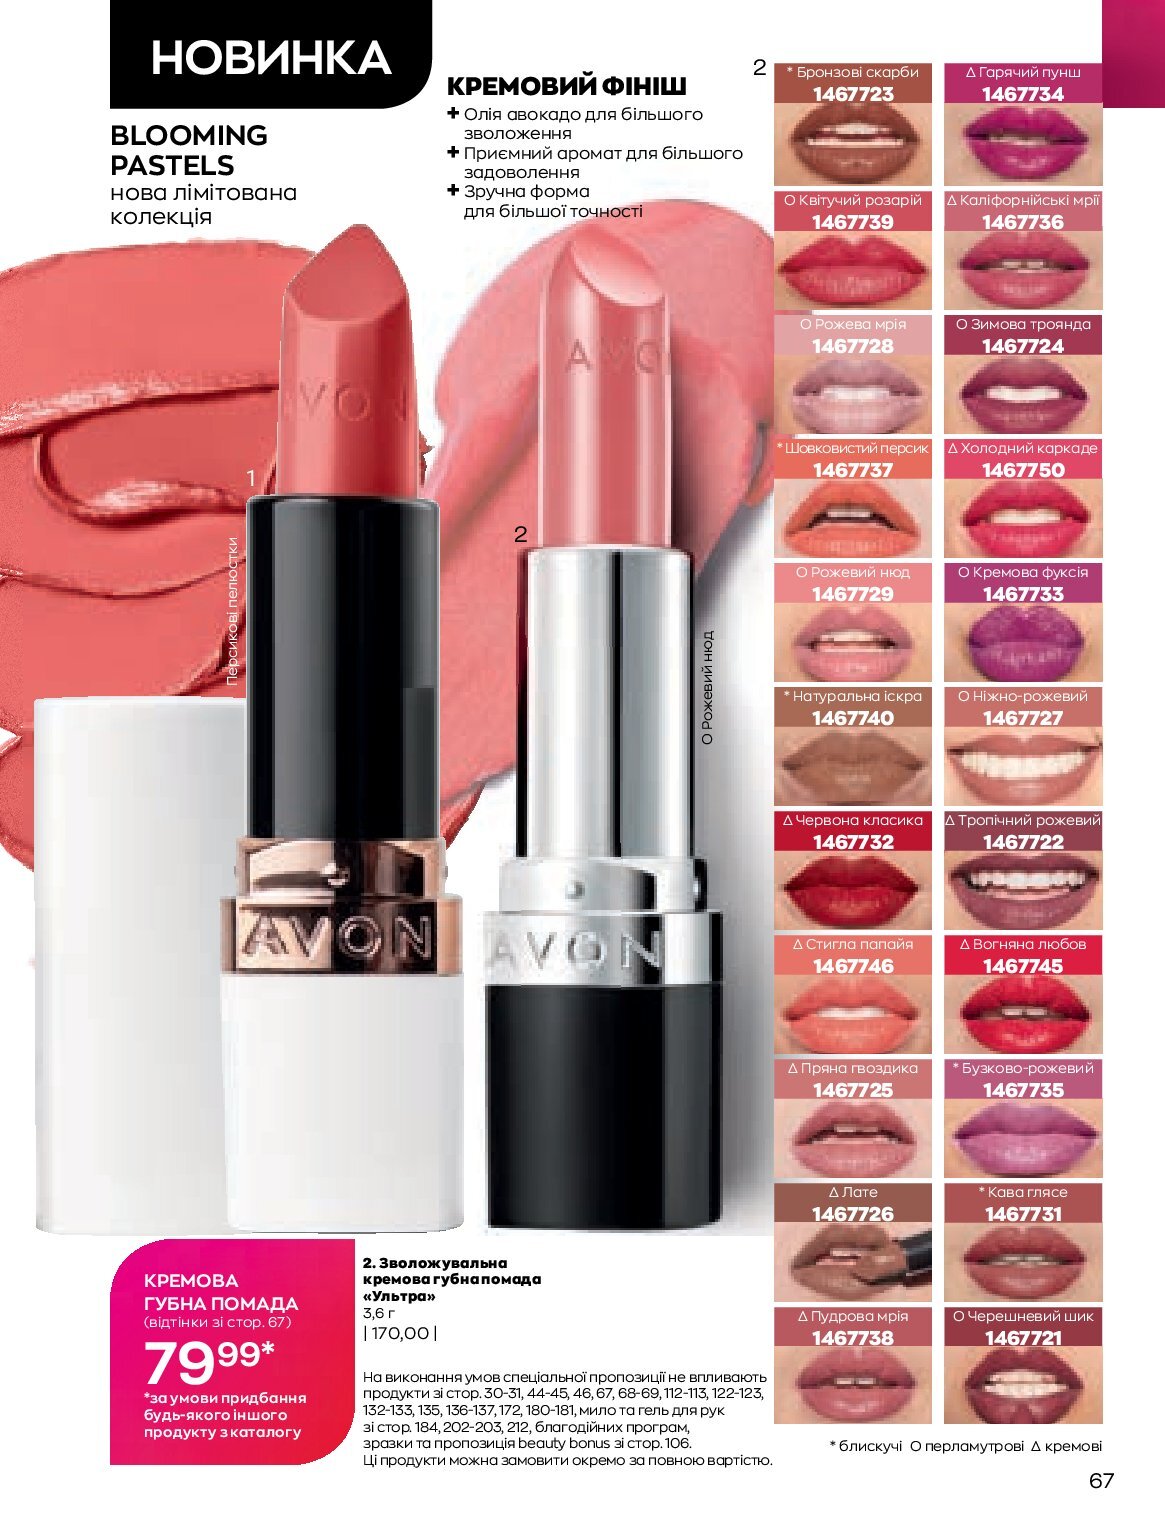 НОВИНКА
BLOOMING
PASTELS
нова лімітована
колекція
КРЕМОВИЙ ФІНІШ
+ Олія авокадо для більшого
зволоження
+ Приємний аромат для більшого
задоволення
+ Зручна форма
для більшої точності
1
Персикові пелюстки
AVON
AVON
2
О Рожевий нюд
AVO
AVON
2
* Бронзові скарби
1467723
Δ Гарячий пунш
1467734
О Квітучий розарій
1467739
Δ Каліфорнійські мрії
1467736
О Рожева мрія
1467728
О Зимова троянда
1467724
* Шовковистий персик
1467737
Δ Холодний каркаде
1467750
О Рожевий нюд
1467729
О Кремова фуксія
1467733
* Натуральна іскра
1467740
О Ніжно-рожевий
1467727
Δ Червона класика
1467732
Δ Тропічний рожевий
1467722
Δ Стигла папайя
1467746
Δ Вогняна любов
1467745
Δ Пряна гвоздика
1467725
* Бузково-рожевий
1467735
Δ Лате
1467726
* Кава глясе
1467731
Δ Пудрова мрія
1467738
О Черешневий шик
1467721
* блискучі О перламутрові Δ кремові
КРЕМОВА
ГУБНА ПОМАДА
(відтінки зі стор. 67)
79⁹⁹*
*за умови придбання
будь-якого іншого
продукту з каталогу
2. Зволожувальна
кремова губна помада
«Ультра»
3,6 г
| 170,00 |
На виконання умов спеціальної пропозиції не впливають
продукти зі стор. 30-31, 44-45, 46, 67, 68-69, 112-113, 122-123,
132-133, 135, 136-137, 172, 180-181, мило та гель для рук
зі стор. 184, 202-203, 212, благодійних програм,
зразки та пропозиція beauty bonus зі стор. 106.
Ці продукти можна замовити окремо за повною вартістю.
67